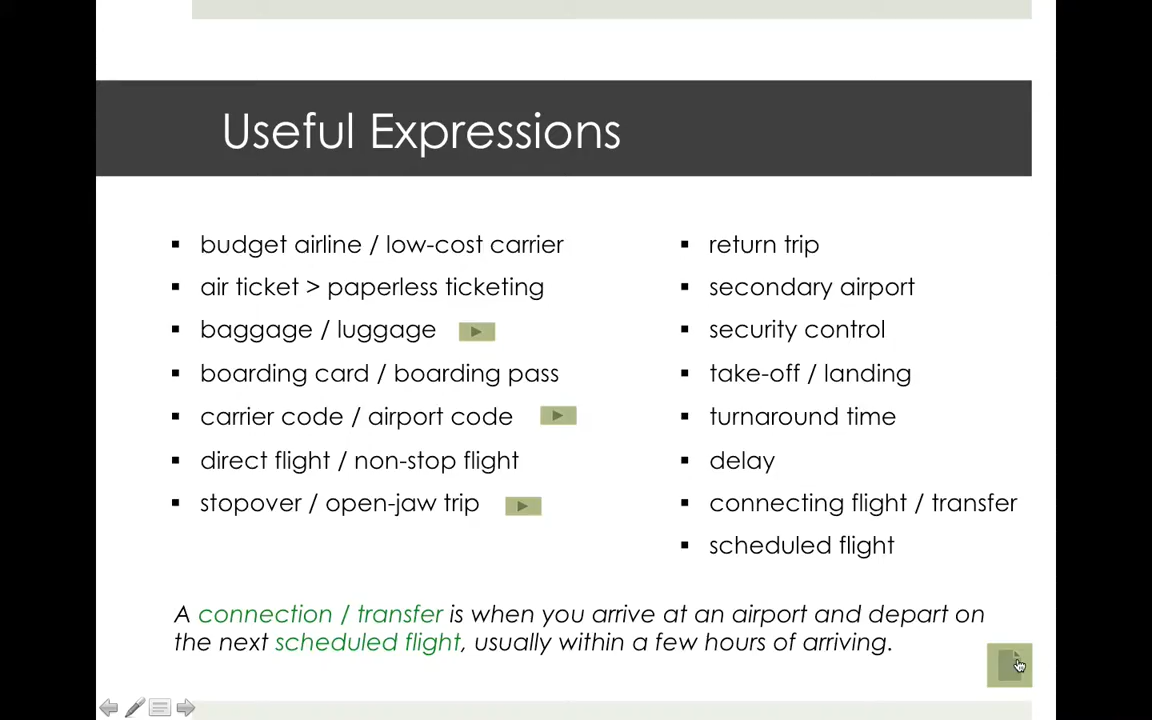 Useful Expressions
budget airline / low-cost carrier
air ticket > paperless ticketing
baggage / luggage
boarding card / boarding pass
carrier code / airport code
direct flight / non-stop flight
stopover / open-jaw trip
return trip
secondary airport
security control
take-off / landing
turnaround time
delay
connecting flight / transfer
scheduled flight
A connection / transfer is when you arrive at an airport and depart on
the next scheduled flight, usually within a few hours of arriving.